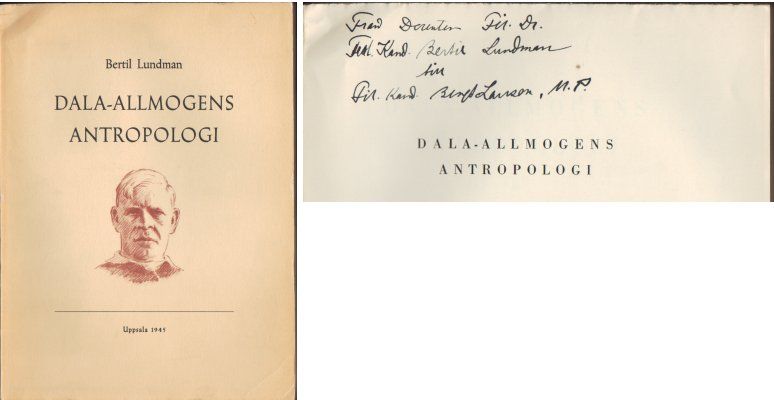 Bertil Lundman
DALA-ALLMOGENS
ANTROPOLOGI
Uppsala 1945
Från Docenten Fil. Dr.
Teol. Kand. Bertil Lundman
till
Fil. Kand. Bengt Larsson, M.P.
DALA-ALLMOGENS
ANTROPOLOGI